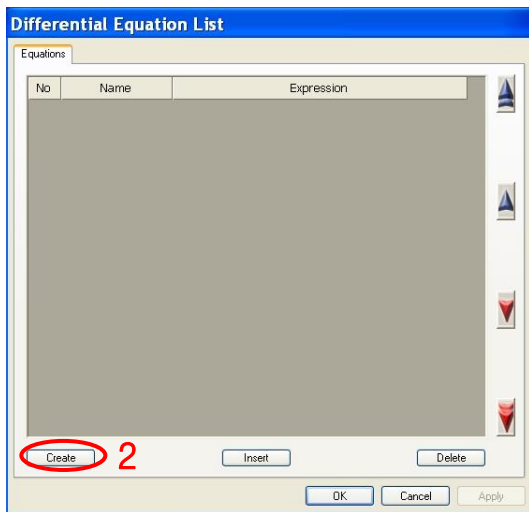 Differential Equation List
Equations
No Name Expression
Create 2 Insert Delete
OK Cancel Apply